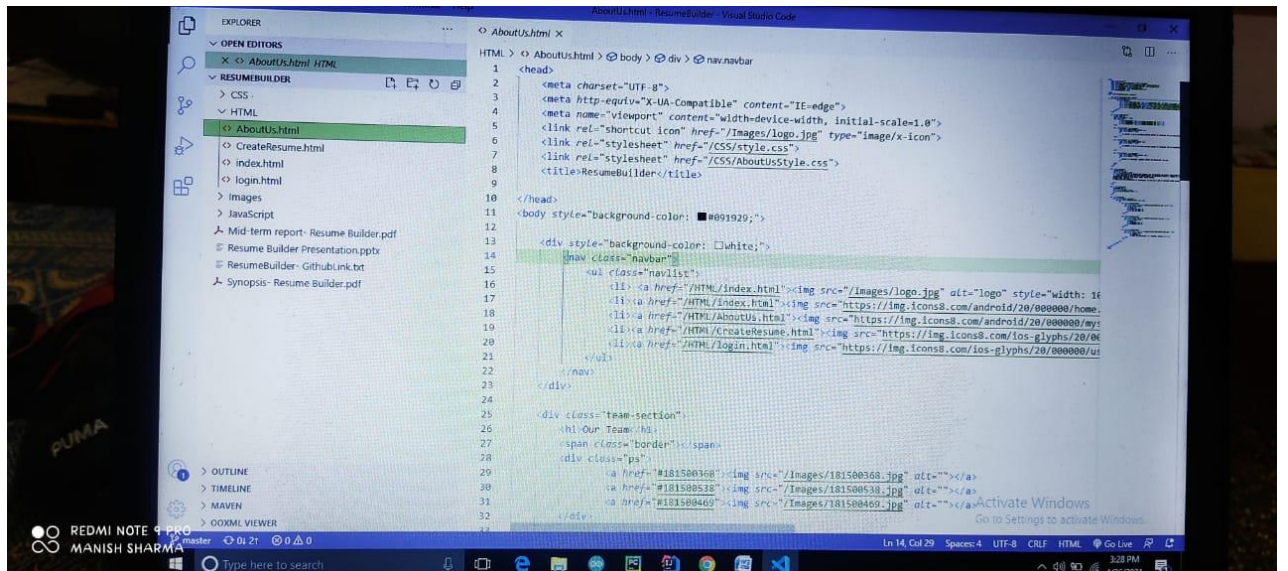 AboutUs.html - ResumeBuilder - Visual Studio Code
EXPLORER
OPEN EDITORS
AboutUs.html HTML
RESUMEBUILDER
CSS
HTML
AboutUs.html
CreateResume.html
index.html
login.html
Images
JavaScript
Mid-term report- Resume Builder.pdf
Resume Builder Presentation.pptx
ResumeBuilder- GithubLink.txt
Synopsis- Resume Builder.pdf
OUTLINE
TIMELINE
MAVEN
OOXML VIEWER
AboutUs.html
HTML > AboutUs.html > body > div > nav.navbar
1 <head>
2 <meta charset="UTF-8">
3 <meta http-equiv="X-UA-Compatible" content="IE=edge">
4 <meta name="viewport" content="width=device-width, initial-scale=1.0">
5 <link rel="shortcut icon" href="/Images/logo.jpg" type="image/x-icon">
6 <link rel="stylesheet" href="/CSS/style.css">
7 <link rel="stylesheet" href="/CSS/AboutUsStyle.css">
8 <title>ResumeBuilder</title>
9
10 </head>
11 <body style="background-color: #091929;">
12
13 <div style="background-color: white;">
14 <nav class="navbar">
15 <ul class="navlist">
16 <li> <a href="/HTML/index.html"><img src="/Images/logo.jpg" alt="logo" style="width: 10
17 <li><a href="/HTML/index.html"><img src="https://img.icons8.com/android/20/000000/home.
18 <li><a href="/HTML/AboutUs.html"><img src="https://img.icons8.com/android/20/000000/mys
19 <li><a href="/HTML/CreateResume.html"><img src="https://img.icons8.com/ios-glyphs/20/00
20 <li><a href="/HTML/login.html"><img src="https://img.icons8.com/ios-glyphs/20/000000/us
21 </ul>
22 </nav>
23 </div>
24
25 <div class="team-section">
26 <h1>Our Team</h1>
27 <span class="border"></span>
28 <div class="ps">
29 <a href="#181500368"><img src="/Images/181500368.jpg" alt=""></a>
30 <a href="#181500538"><img src="/Images/181500538.jpg" alt=""></a>
31 <a href="#181500469"><img src="/Images/181500469.jpg" alt=""></a>
32 </div>
Activate Windows
Go to Settings to activate Windows.
master 0↓ 2↑ 0 0 Ln 14, Col 29 Spaces: 4 UTF-8 CRLF HTML Go Live
Type here to search
3:28 PM
PUMA
REDMI NOTE 9 PRO
MANISH SHARMA